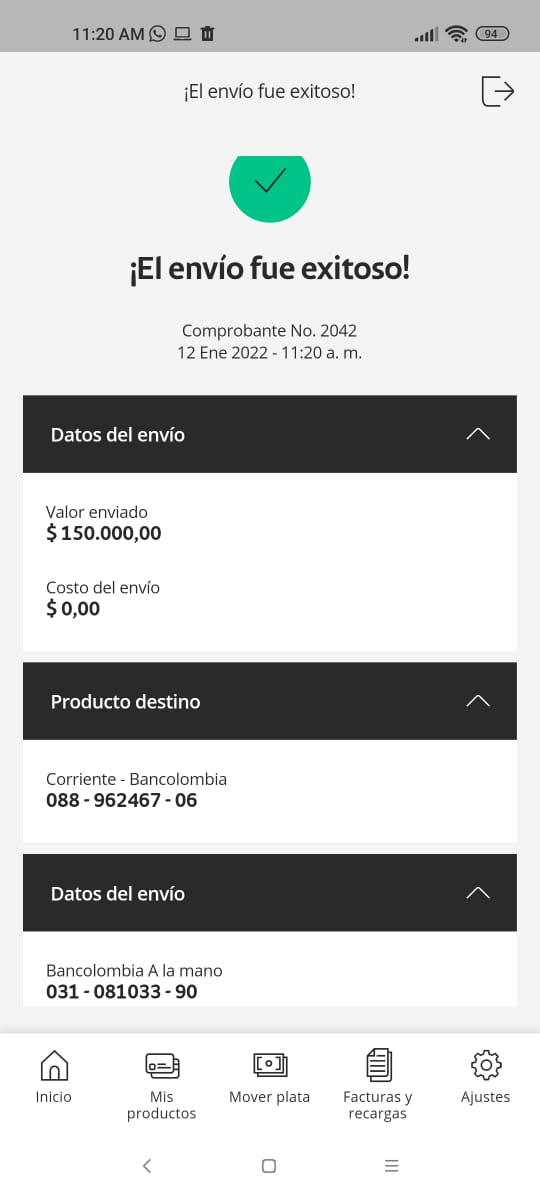 11:20 AM
94
¡El envío fue exitoso!
¡El envío fue exitoso!
Comprobante No. 2042
12 Ene 2022 - 11:20 a. m.
Datos del envío
Valor enviado
$ 150.000,00
Costo del envío
$ 0,00
Producto destino
Corriente - Bancolombia
088 - 962467 - 06
Datos del envío
Bancolombia A la mano
031 - 081033 - 90
Inicio
Mis
productos
Mover plata
Facturas y
recargas
Ajustes